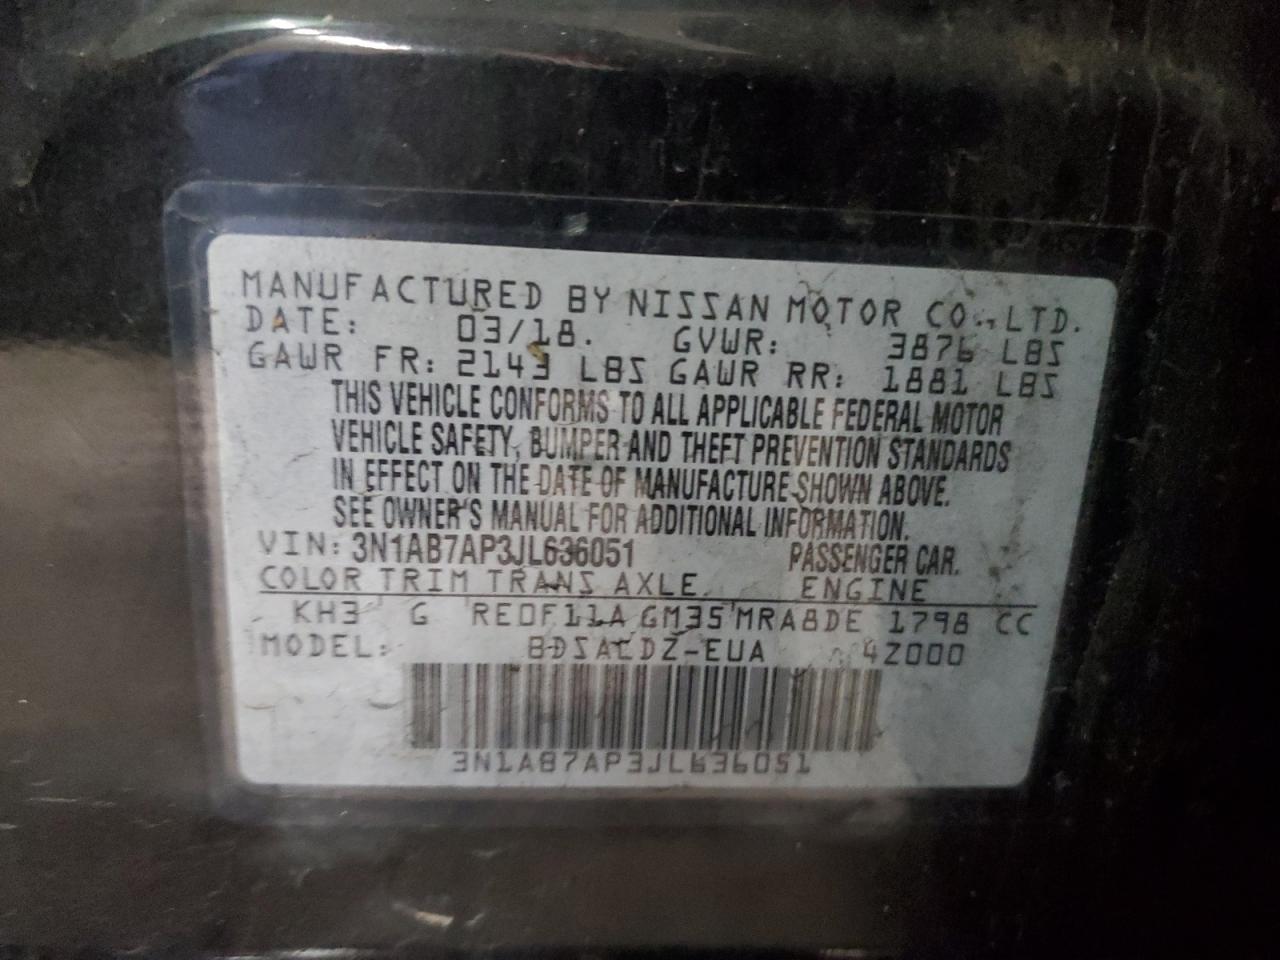 MANUFACTURED BY NISSAN MOTOR CO., LTD.
DATE: 03/18. GVWR: 3876 LBS
GAWR FR: 2143 LBS GAWR RR: 1881 LBS
THIS VEHICLE CONFORMS TO ALL APPLICABLE FEDERAL MOTOR
VEHICLE SAFETY, BUMPER AND THEFT PREVENTION STANDARDS
IN EFFECT ON THE DATE OF MANUFACTURE SHOWN ABOVE.
SEE OWNER'S MANUAL FOR ADDITIONAL INFORMATION.
VIN: 3N1AB7AP3JL636051 PASSENGER CAR.
COLOR TRIM TRANS AXLE ENGINE
KH3 G RE0F11A GM35 MRA8DE 1798 CC
MODEL: BDSALDZ-EUA 4Z000
3N1AB7AP3JL636051